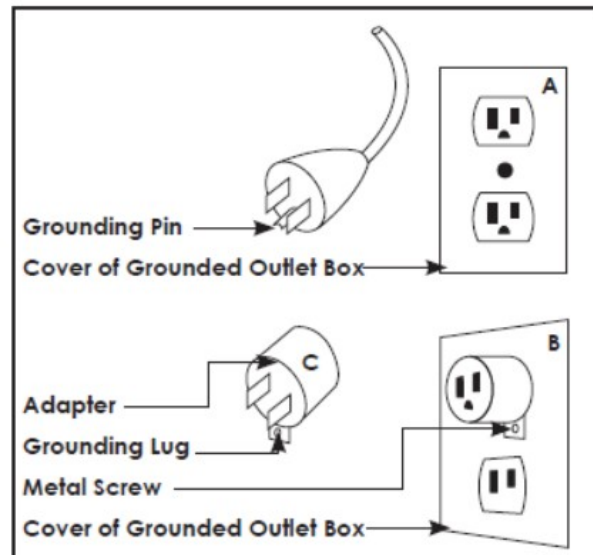 A
Grounding Pin
Cover of Grounded Outlet Box
B
C
Adapter
Grounding Lug
Metal Screw
Cover of Grounded Outlet Box